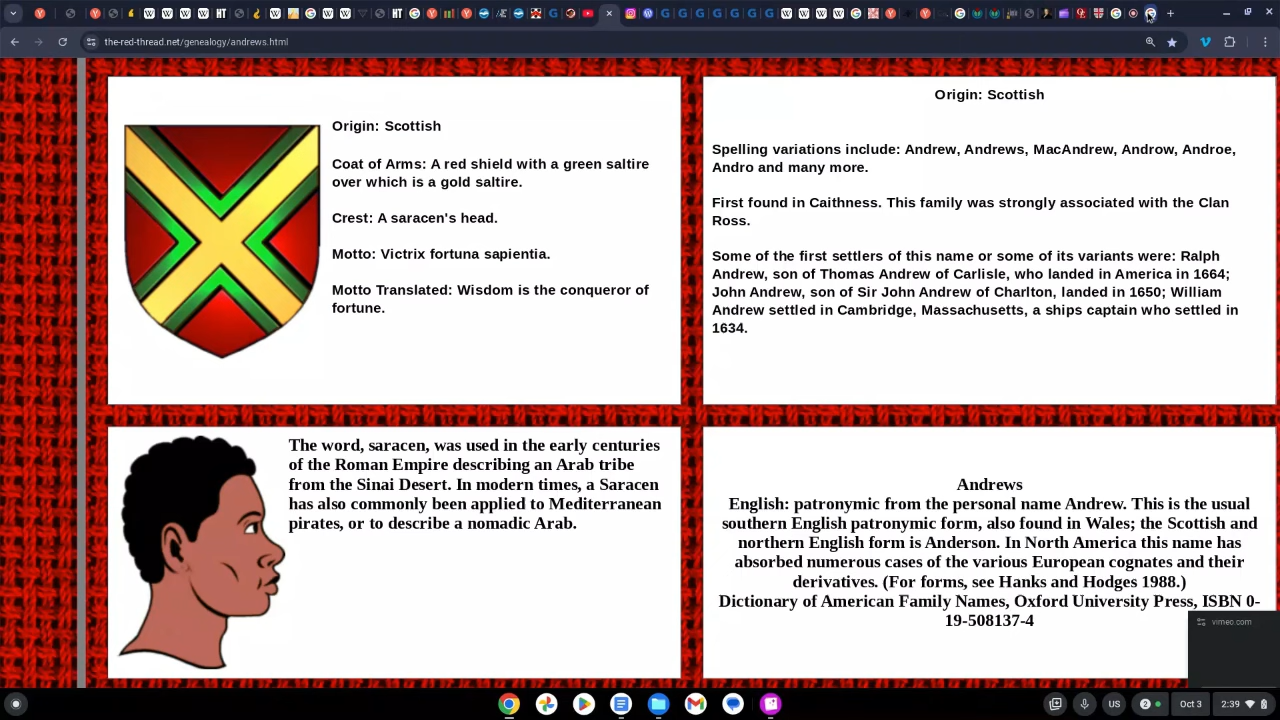 the-red-thread.net/genealogy/andrews.html
Origin: Scottish
Coat of Arms: A red shield with a green saltire
over which is a gold saltire.
Crest: A saracen's head.
Motto: Victrix fortuna sapientia.
Motto Translated: Wisdom is the conqueror of
fortune.
Origin: Scottish
Spelling variations include: Andrew, Andrews, MacAndrew, Androw, Androe,
Andro and many more.
First found in Caithness. This family was strongly associated with the Clan
Ross.
Some of the first settlers of this name or some of its variants were: Ralph
Andrew, son of Thomas Andrew of Carlisle, who landed in America in 1664;
John Andrew, son of Sir John Andrew of Charlton, landed in 1650; William
Andrew settled in Cambridge, Massachusetts, a ships captain who settled in
1634.
The word, saracen, was used in the early centuries
of the Roman Empire describing an Arab tribe
from the Sinai Desert. In modern times, a Saracen
has also commonly been applied to Mediterranean
pirates, or to describe a nomadic Arab.
Andrews
English: patronymic from the personal name Andrew. This is the usual
southern English patronymic form, also found in Wales; the Scottish and
northern English form is Anderson. In North America this name has
absorbed numerous cases of the various European cognates and their
derivatives. (For forms, see Hanks and Hodges 1988.)
Dictionary of American Family Names, Oxford University Press, ISBN 0-
19-508137-4
vimeo.com
US
2
Oct 3
2:39